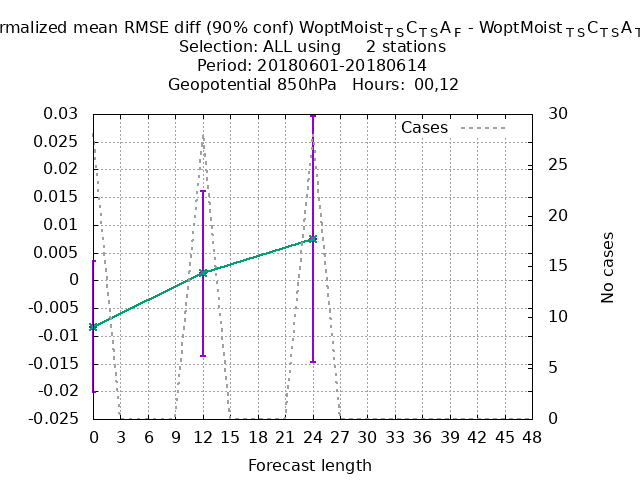 rmalized mean RMSE diff (90% conf) WoptMoist_TSC_TSA_F - WoptMoist_TSC_TSA_T
Selection: ALL using     2 stations
Period: 20180601-20180614
Geopotential 850hPa   Hours:  00,12
Cases
0.03
0.025
0.02
0.015
0.01
0.005
0
-0.005
-0.01
-0.015
-0.02
-0.025
30
25
20
15
10
5
0
No cases
0 3 6 9 12 15 18 21 24 27 30 33 36 39 42 45 48
Forecast length